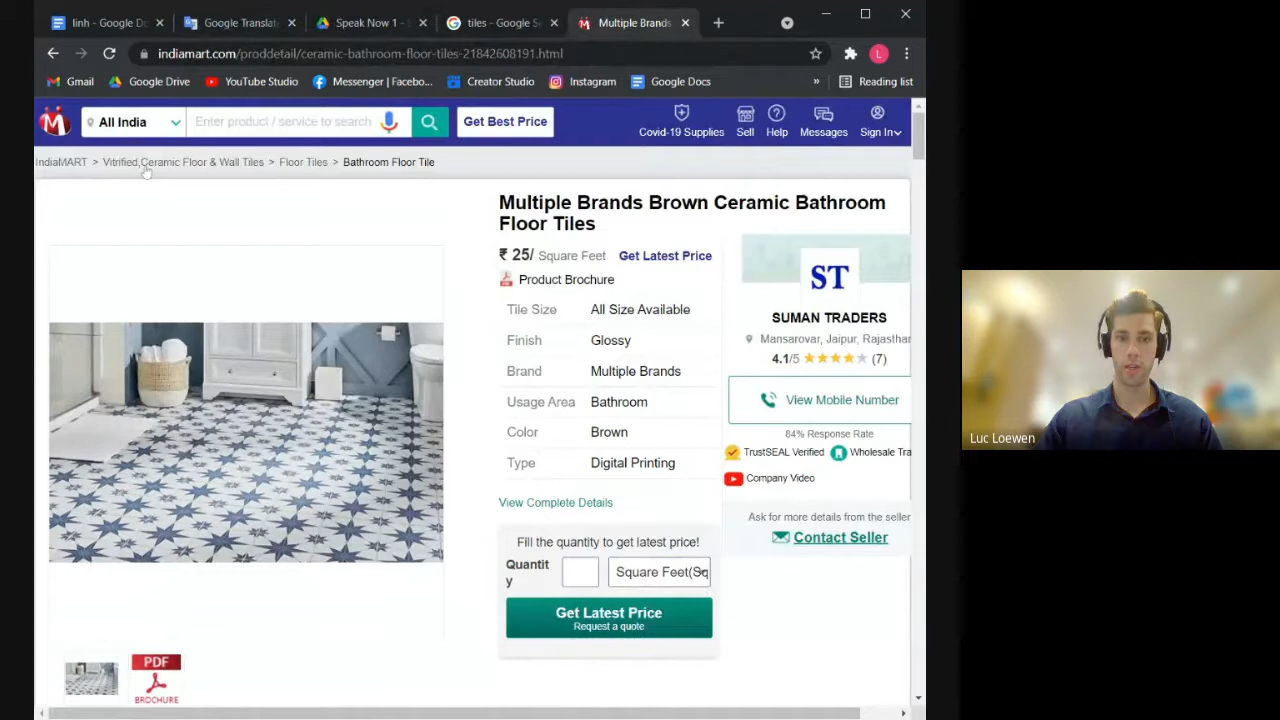 linh - Google Do
Google Translat
Speak Now 1 - S
tiles - Google Se
Multiple Brands
indiamart.com/proddetail/ceramic-bathroom-floor-tiles-21842608191.html
Gmail
Google Drive
YouTube Studio
Messenger | Faceboo...
Creator Studio
Instagram
Google Docs
»
Reading list
All India
Enter product / service to search
Get Best Price
Covid-19 Supplies
Sell
Help
Messages
Sign In
IndiaMART > Vitrified,Ceramic Floor & Wall Tiles > Floor Tiles > Bathroom Floor Tile
Multiple Brands Brown Ceramic Bathroom
Floor Tiles
₹ 25/ Square Feet Get Latest Price
Product Brochure
Tile Size All Size Available
Finish Glossy
Brand Multiple Brands
Usage Area Bathroom
Color Brown
Type Digital Printing
View Complete Details
Fill the quantity to get latest price!
Quantit
y
Square Feet(Sq
Get Latest Price
Request a quote
ST
SUMAN TRADERS
Mansarovar, Jaipur, Rajasthan
4.1/5 ★★★★★ (7)
View Mobile Number
84% Response Rate
TrustSEAL Verified Wholesale Tra
Company Video
Ask for more details from the seller
Contact Seller
PDF
BROCHURE
Luc Loewen